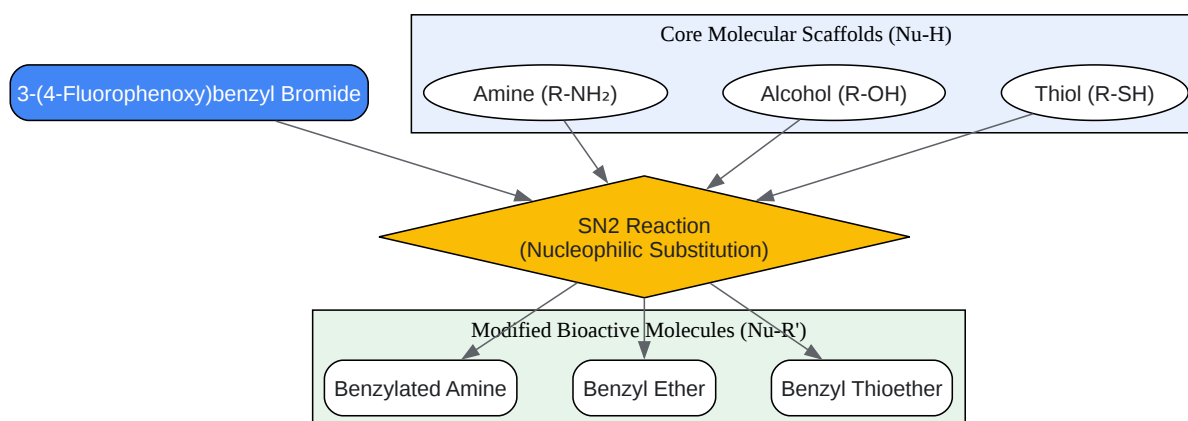 Core Molecular Scaffolds (Nu-H)
3-(4-Fluorophenoxy)benzyl Bromide
Amine (R-NH₂)
Alcohol (R-OH)
Thiol (R-SH)
SN2 Reaction
(Nucleophilic Substitution)
Modified Bioactive Molecules (Nu-R')
Benzylated Amine
Benzyl Ether
Benzyl Thioether